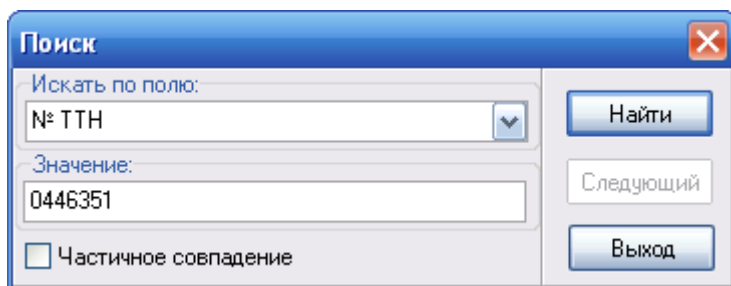 Поиск
Искать по полю:
№ ТТН
Найти
Значение:
0446351
Следующий
Частичное совпадение
Выход